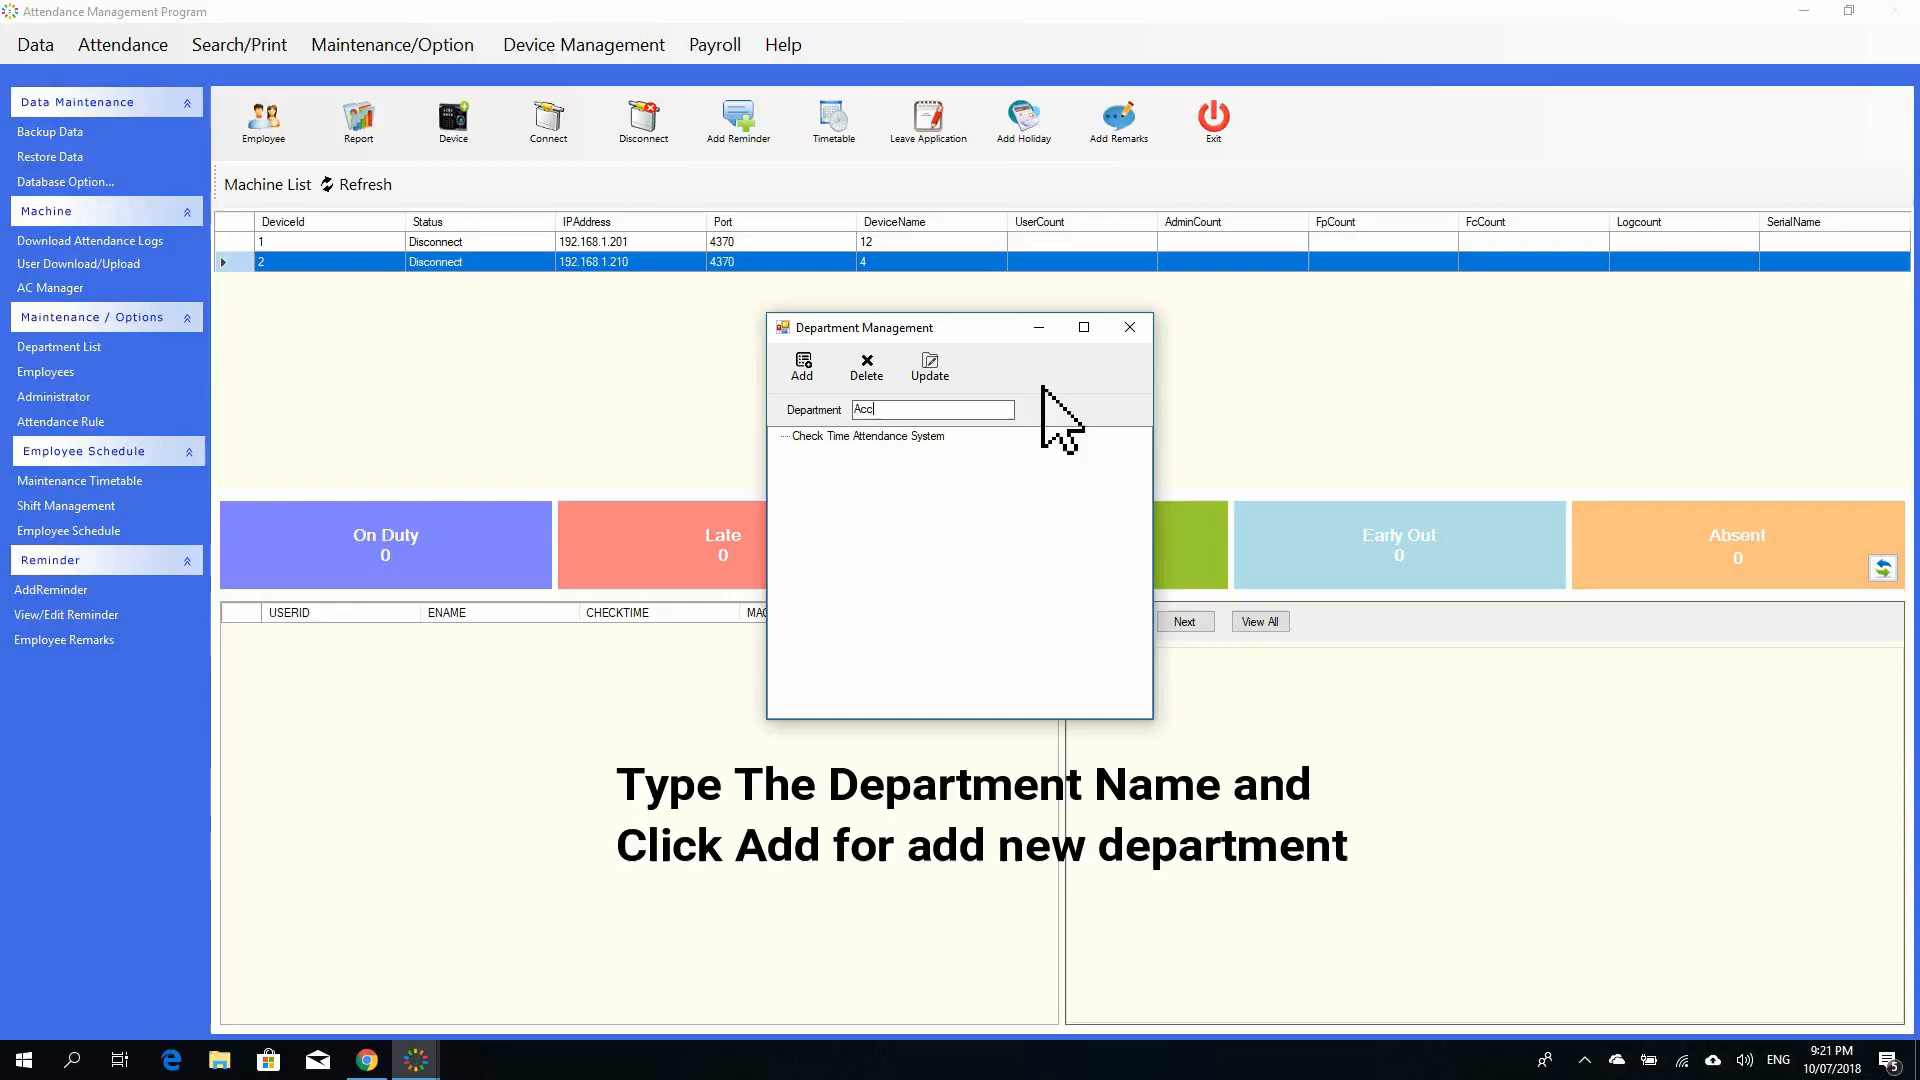 Attendance Management Program
Data Attendance Search/Print Maintenance/Option Device Management Payroll Help
Data Maintenance
Backup Data
Restore Data
Database Option...
Machine
Download Attendance Logs
User Download/Upload
AC Manager
Maintenance / Options
Department List
Employees
Administrator
Attendance Rule
Employee Schedule
Maintenance Timetable
Shift Management
Employee Schedule
Reminder
AddReminder
View/Edit Reminder
Employee Remarks
Employee Report Device Connect Disconnect Add Reminder Timetable Leave Application Add Holiday Add Remarks Exit
Machine List Refresh
DeviceId Status IPAddress Port DeviceName UserCount AdminCount FpCount FcCount Logcount SerialName
1 Disconnect 192.168.1.201 4370 12
2 Disconnect 192.168.1.210 4370 4
Department Management
Add Delete Update
Department Acc
Check Time Attendance System
On Duty
0
Late
0
Early Out
0
Absent
0
USERID ENAME CHECKTIME MAC
Next View All
Type The Department Name and
Click Add for add new department
ENG
9:21 PM
10/07/2018
5